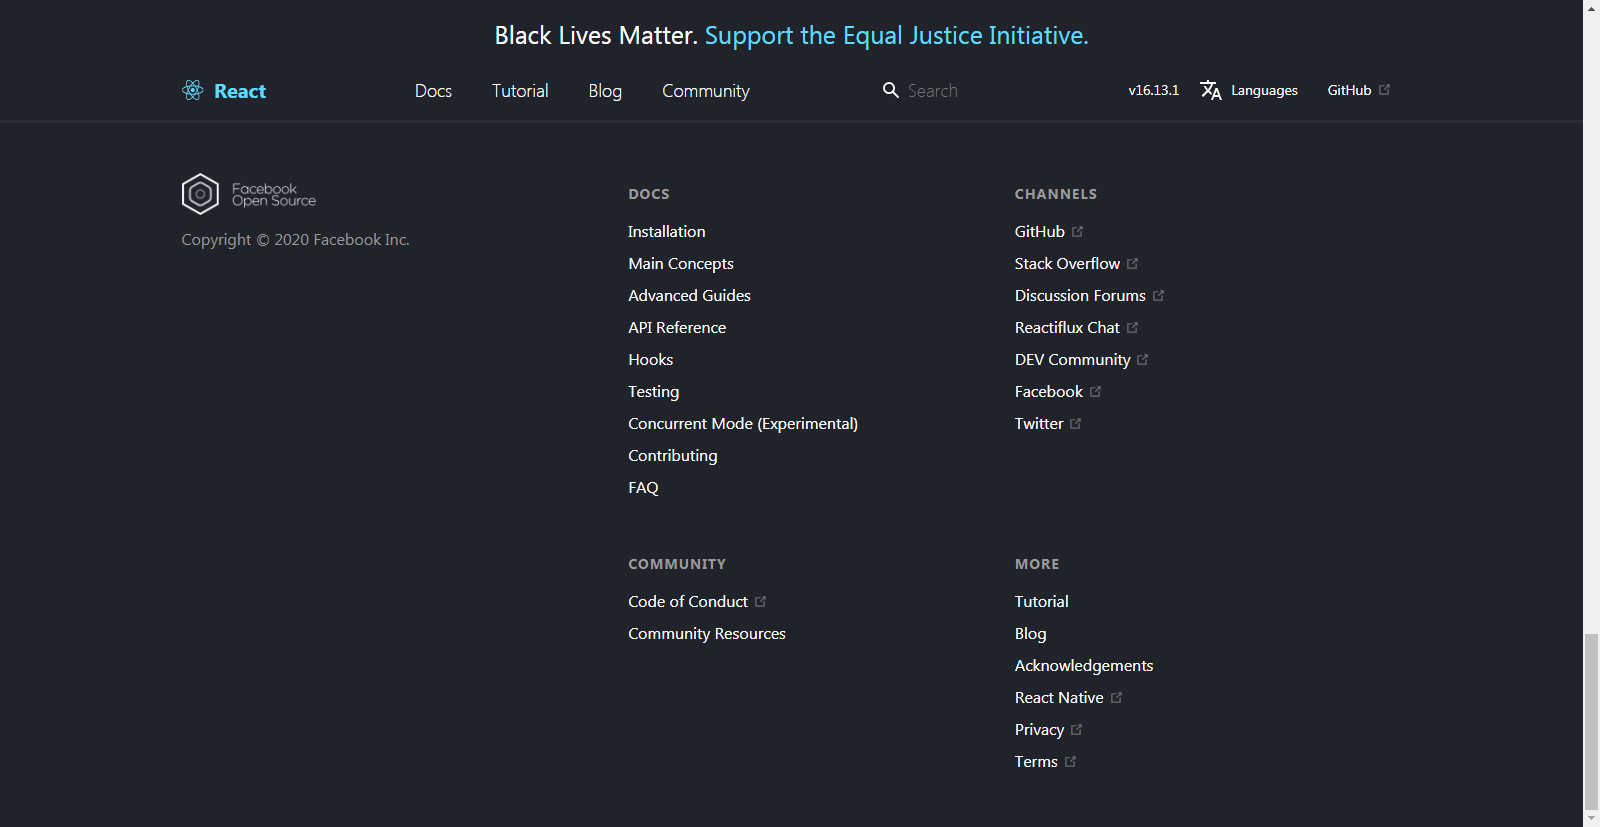 Black Lives Matter. Support the Equal Justice Initiative.
React Docs Tutorial Blog Community Search v16.13.1 Languages GitHub
Facebook
Open Source
Copyright © 2020 Facebook Inc.
DOCS
Installation
Main Concepts
Advanced Guides
API Reference
Hooks
Testing
Concurrent Mode (Experimental)
Contributing
FAQ
CHANNELS
GitHub
Stack Overflow
Discussion Forums
Reactiflux Chat
DEV Community
Facebook
Twitter
COMMUNITY
Code of Conduct
Community Resources
MORE
Tutorial
Blog
Acknowledgements
React Native
Privacy
Terms